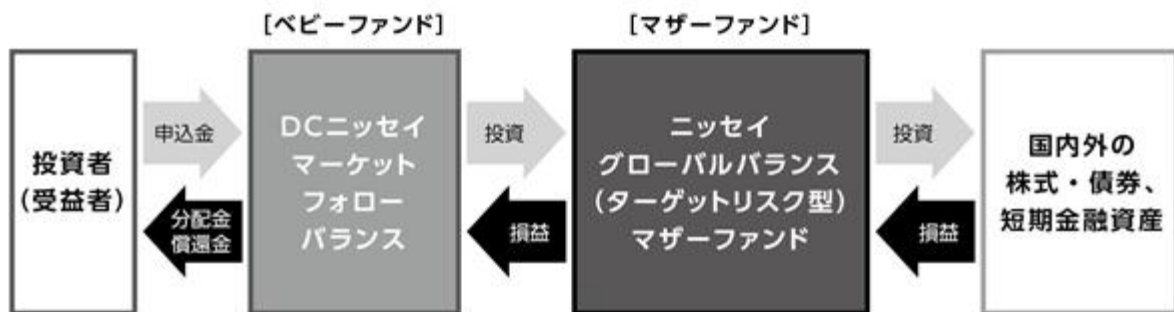 [ベビーファンド]
[マザーファンド]
投資者
(受益者)
申込金
分配金
償還金
DCニッセイ
マーケット
フォロー
バランス
投資
損益
ニッセイ
グローバルバランス
(ターゲットリスク型)
マザーファンド
投資
損益
国内外の
株式・債券、
短期金融資産